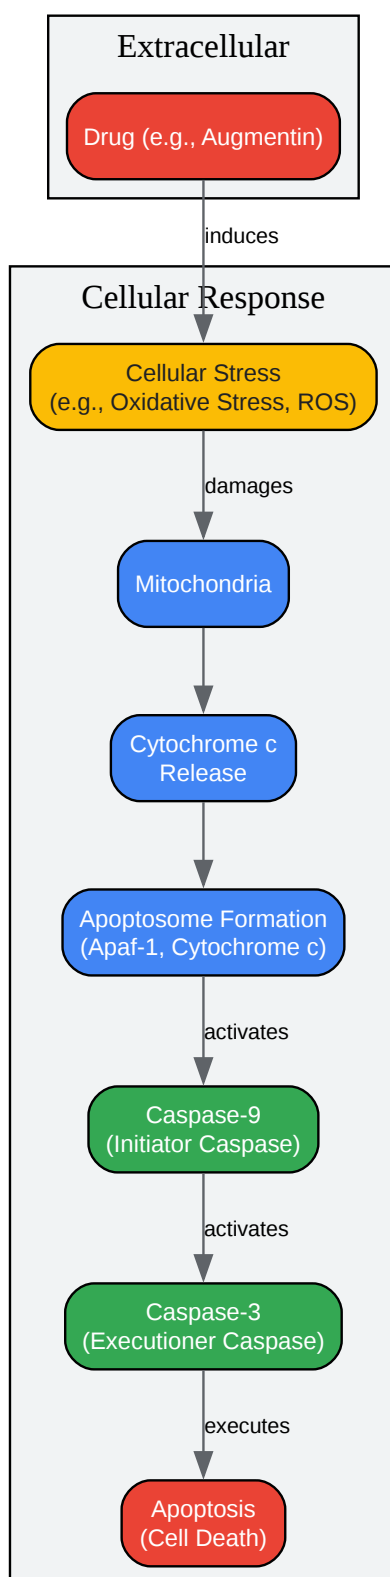 Extracellular
Drug (e.g., Augmentin)
induces
Cellular Response
Cellular Stress
(e.g., Oxidative Stress, ROS)
damages
Mitochondria
Cytochrome c
Release
Apoptosome Formation
(Apaf-1, Cytochrome c)
activates
Caspase-9
(Initiator Caspase)
activates
Caspase-3
(Executioner Caspase)
executes
Apoptosis
(Cell Death)